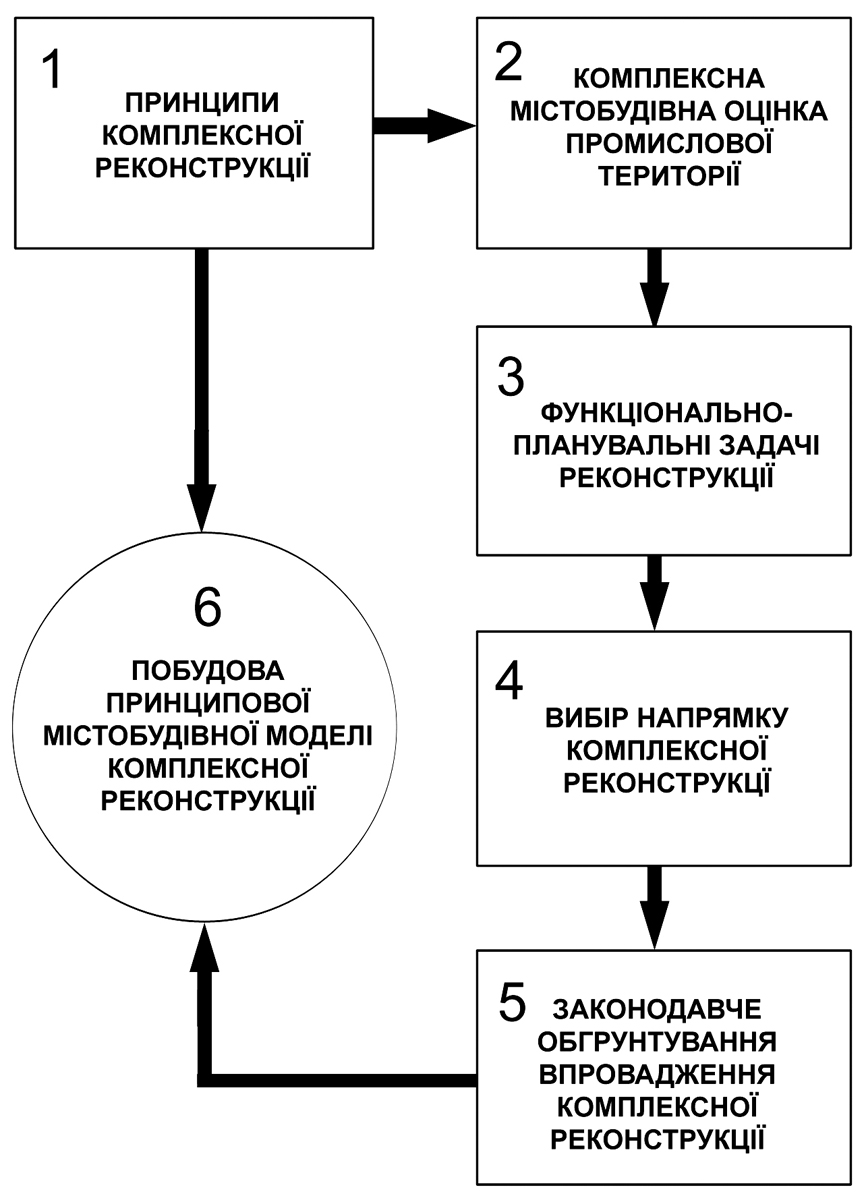 1
ПРИНЦИПИ
КОМПЛЕКСНОЇ
РЕКОНСТРУКЦІЇ
2
КОМПЛЕКСНА
МІСТОБУДІВНА ОЦІНКА
ПРОМИСЛОВОЇ
ТЕРИТОРІЇ
3
ФУНКЦІОНАЛЬНО-
ПЛАНУВАЛЬНІ ЗАДАЧІ
РЕКОНСТРУКЦІЇ
4
ВИБІР НАПРЯМКУ
КОМПЛЕКСНОЇ
РЕКОНСТРУКЦЇ
5
ЗАКОНОДАВЧЕ
ОБГРУНТУВАННЯ
ВПРОВАДЖЕННЯ
КОМПЛЕКСНОЇ
РЕКОНСТРУКЦІЇ
6
ПОБУДОВА
ПРИНЦИПОВОЇ
МІСТОБУДІВНОЇ МОДЕЛІ
КОМПЛЕКСНОЇ
РЕКОНСТРУКЦІЇ